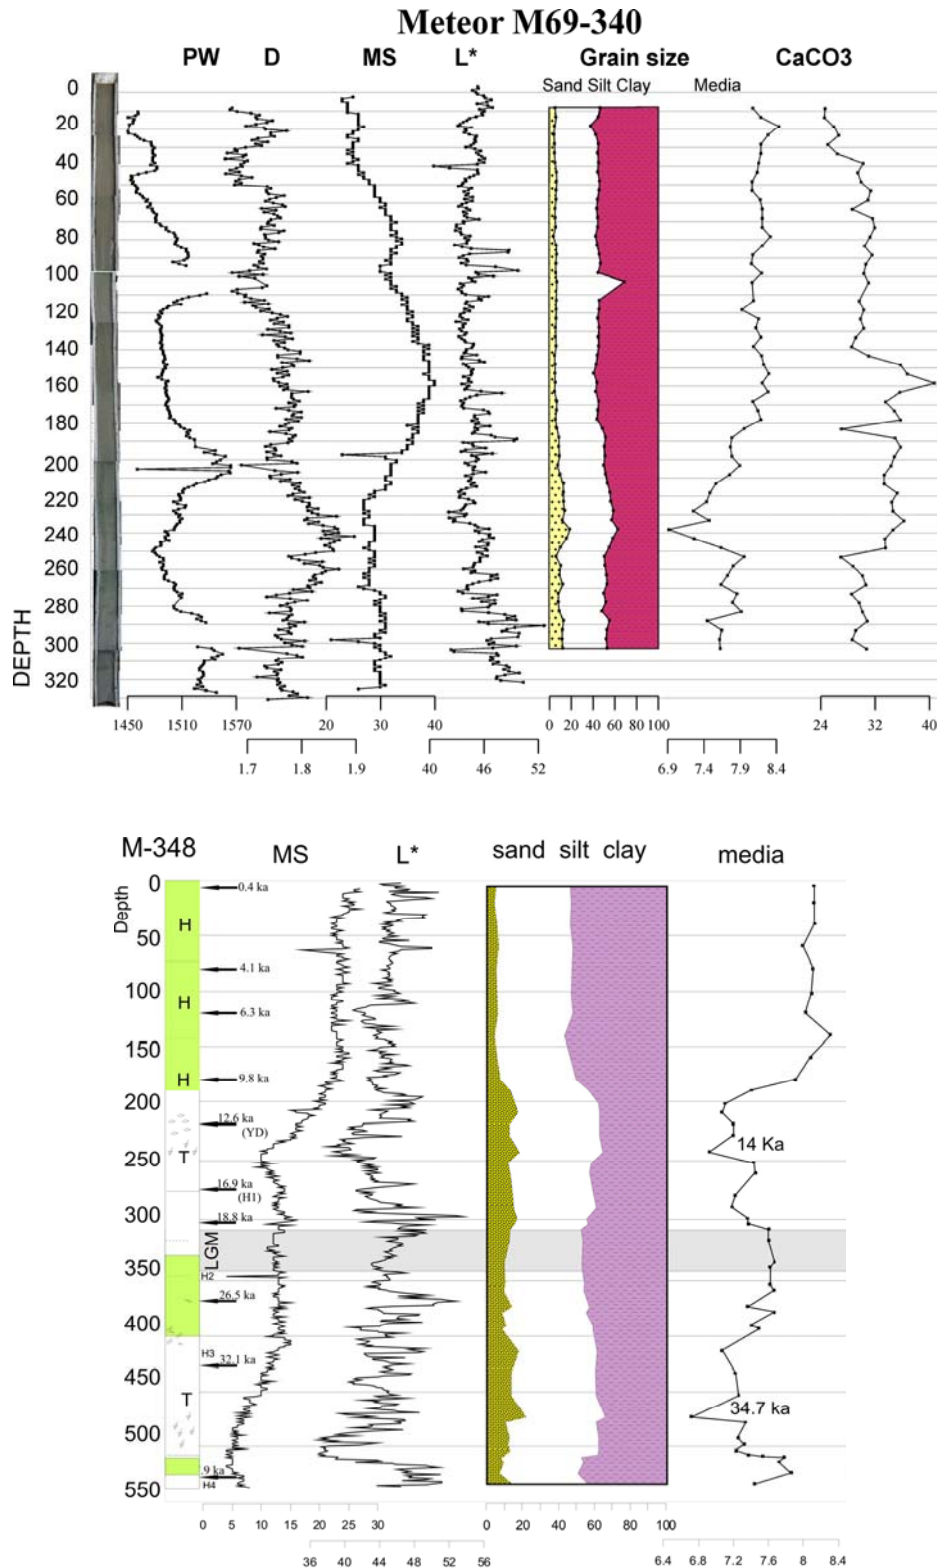 Meteor M69-340
PW D MS L* Grain size CaCO3
Sand Silt Clay Media
0
20
40
60
80
100
120
140
160
180
200
220
240
260
280
300
320
DEPTH
1450 1510 1570 20 30 40 0 20 40 60 80 100 24 32 40
1.7 1.8 1.9 40 46 52 6.9 7.4 7.9 8.4
M-348 MS L* sand silt clay media
Depth
0
0.4 ka
H
50
4.1 ka
100
H
6.3 ka
150
H
9.8 ka
200
12.6 ka
(YD)
14 Ka
T
250
16.9 ka
(H1)
300
18.8 ka
LGM
350
H2
26.5 ka
400
H3
32.1 ka
450
T
34.7 ka
500
.9 ka
H4
550
0 5 10 15 20 25 30 0 20 40 60 80 100 6.4 6.8 7.2 7.6 8 8.4
36 40 44 48 52 56